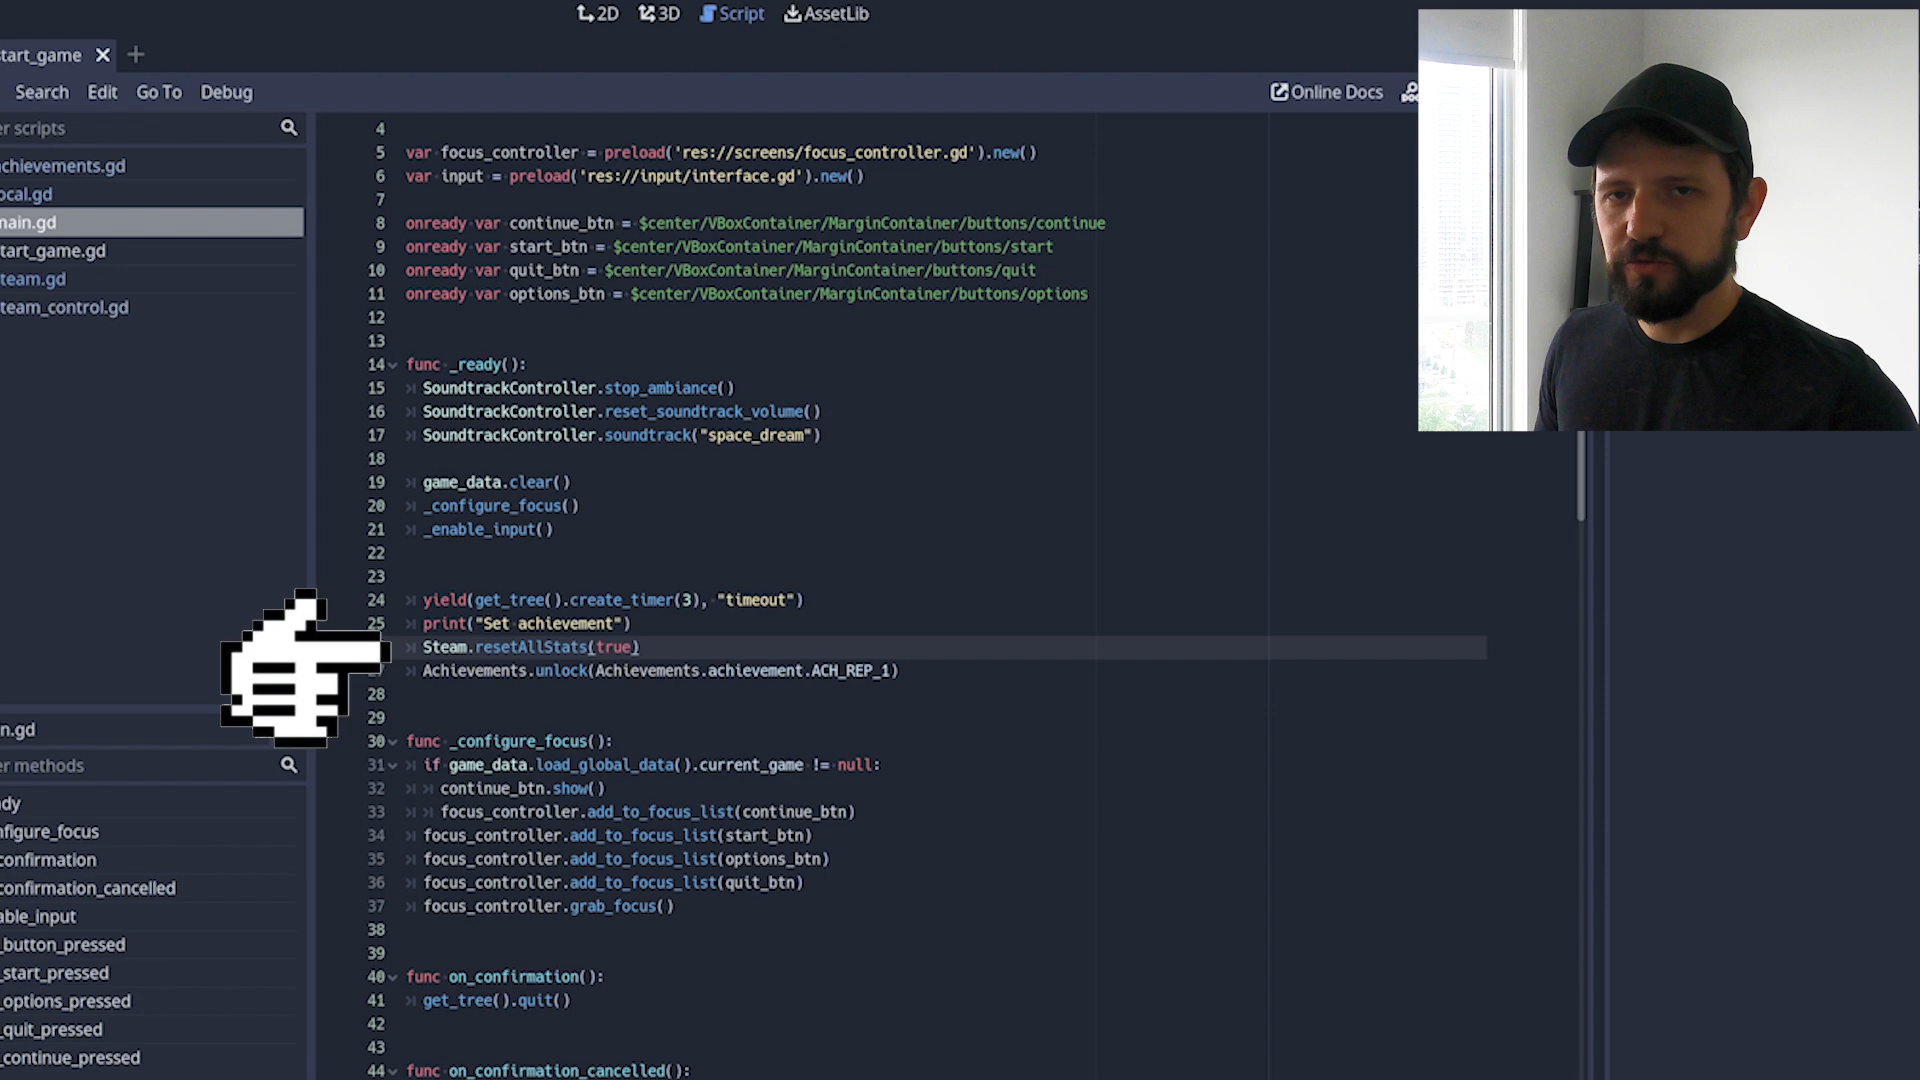 2D 3D Script AssetLib
tart_game
Search Edit Go To Debug Online Docs
er scripts
chievements.gd
ocal.gd
main.gd
tart_game.gd
team.gd
team_control.gd
n.gd
er methods
dy
nfigure_focus
confirmation
confirmation_cancelled
able_input
_button_pressed
_start_pressed
_options_pressed
_quit_pressed
_continue_pressed
4
5 var focus_controller = preload('res://screens/focus_controller.gd').new()
6 var input = preload('res://input/interface.gd').new()
7
8 onready var continue_btn = $center/VBoxContainer/MarginContainer/buttons/continue
9 onready var start_btn = $center/VBoxContainer/MarginContainer/buttons/start
10 onready var quit_btn = $center/VBoxContainer/MarginContainer/buttons/quit
11 onready var options_btn = $center/VBoxContainer/MarginContainer/buttons/options
12
13
14 func _ready():
15 SoundtrackController.stop_ambiance()
16 SoundtrackController.reset_soundtrack_volume()
17 SoundtrackController.soundtrack("space_dream")
18
19 game_data.clear()
20 _configure_focus()
21 _enable_input()
22
23
24 yield(get_tree().create_timer(3), "timeout")
25 print("Set achievement")
Steam.resetAllStats(true)
Achievements.unlock(Achievements.achievement.ACH_REP_1)
28
29
30 func _configure_focus():
31 if game_data.load_global_data().current_game != null:
32 continue_btn.show()
33 focus_controller.add_to_focus_list(continue_btn)
34 focus_controller.add_to_focus_list(start_btn)
35 focus_controller.add_to_focus_list(options_btn)
36 focus_controller.add_to_focus_list(quit_btn)
37 focus_controller.grab_focus()
38
39
40 func on_confirmation():
41 get_tree().quit()
42
43
44 func on_confirmation_cancelled():